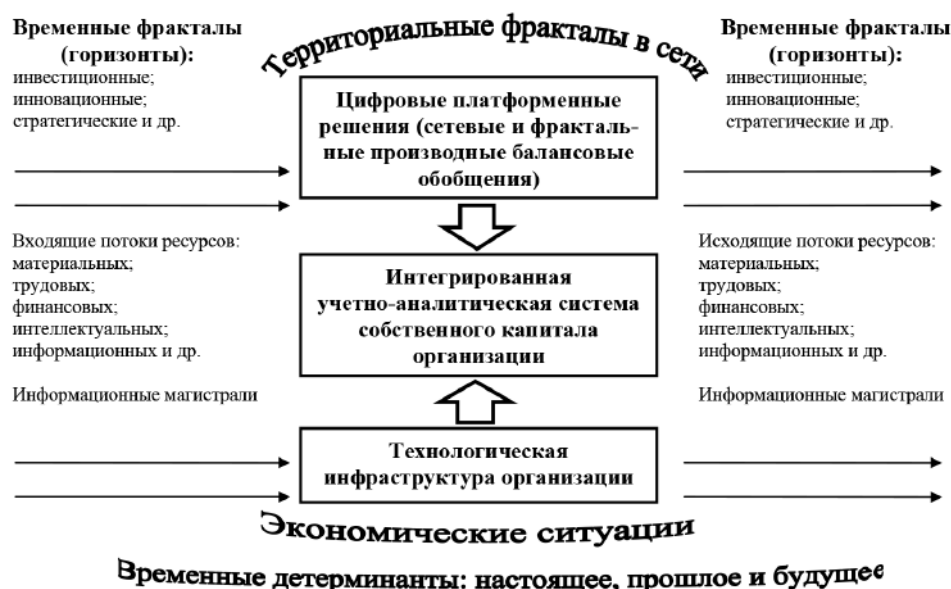 Территориальные фракталы в сети
Временные фракталы
(горизонты):
инвестиционные;
инновационные;
стратегические и др.
Цифровые платформенные
решения (сетевые и фракталь-
ные производные балансовые
обобщения)
Временные фракталы
(горизонты):
инвестиционные;
инновационные;
стратегические и др.
Входящие потоки ресурсов:
материальных;
трудовых;
финансовых;
интеллектуальных;
информационных и др.
Информационные магистрали
Интегрированная
учетно-аналитическая система
собственного капитала
организации
Исходящие потоки ресурсов:
материальных;
трудовых;
финансовых;
интеллектуальных;
информационных и др.
Информационные магистрали
Технологическая
инфраструктура организации
Экономические ситуации
Временные детерминанты: настоящее, прошлое и будущее